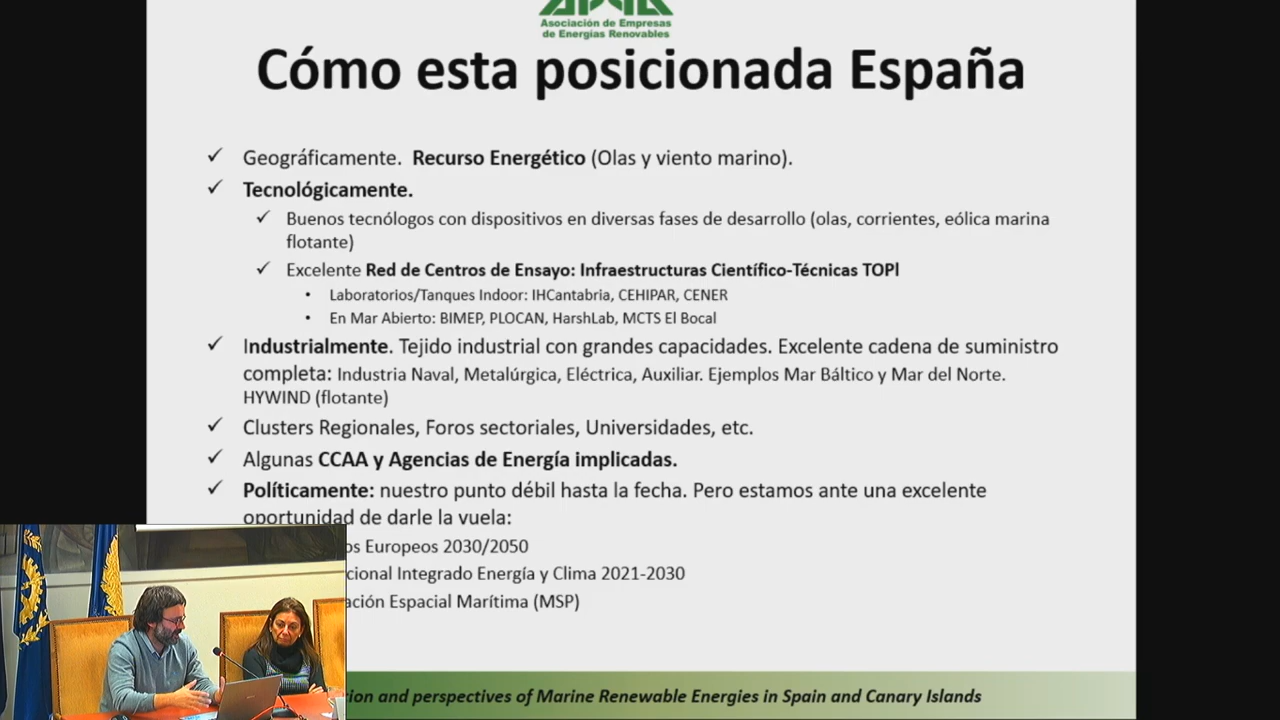 Asociación de Empresas
de Energías Renovables
Cómo esta posicionada España
Geográficamente. Recurso Energético (Olas y viento marino).
Tecnológicamente.
Buenos tecnólogos con dispositivos en diversas fases de desarrollo (olas, corrientes, eólica marina
flotante)
Excelente Red de Centros de Ensayo: Infraestructuras Científico-Técnicas TOPl
Laboratorios/Tanques Indoor: IHCantabria, CEHIPAR, CENER
En Mar Abierto: BIMEP, PLOCAN, HarshLab, MCTS El Bocal
Industrialmente. Tejido industrial con grandes capacidades. Excelente cadena de suministro
completa: Industria Naval, Metalúrgica, Eléctrica, Auxiliar. Ejemplos Mar Báltico y Mar del Norte.
HYWIND (flotante)
Clusters Regionales, Foros sectoriales, Universidades, etc.
Algunas CCAA y Agencias de Energía implicadas.
Políticamente: nuestro punto débil hasta la fecha. Pero estamos ante una excelente
oportunidad de darle la vuela:
os Europeos 2030/2050
cional Integrado Energía y Clima 2021-2030
ación Espacial Marítima (MSP)
ion and perspectives of Marine Renewable Energies in Spain and Canary Islands